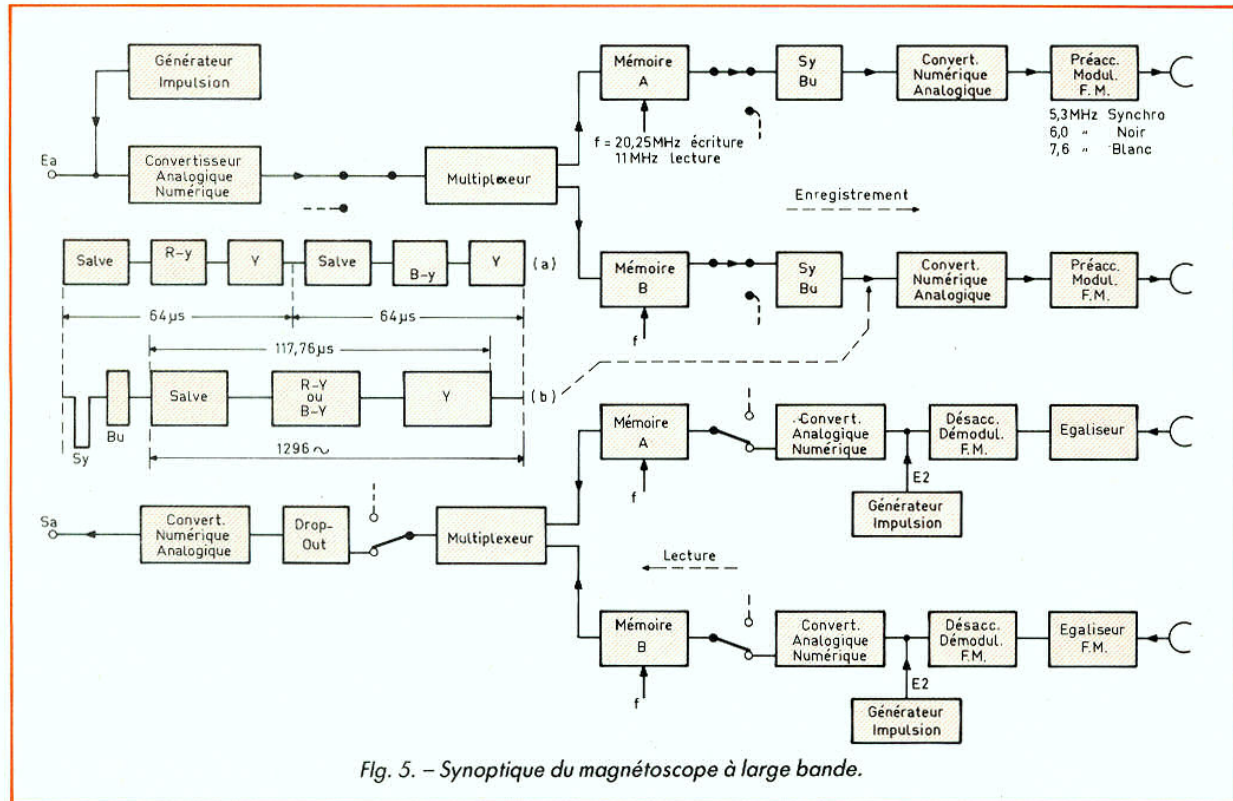 Générateur
Impulsion
Ea
Convertisseur
Analogique
Numérique
Multiplexeur
Mémoire
A
f = 20,25MHz écriture
11MHz lecture
Sy
Bu
Convert.
Numérique
Analogique
Préacc.
Modul.
F.M.
5,3MHz Synchro
6,0 " Noir
7,6 " Blanc
Enregistrement
Mémoire
B
f
Sy
Bu
Convert.
Numérique
Analogique
Préacc.
Modul.
F.M.
Salve
R-y
Y
Salve
B-y
Y
(a)
64µs
64µs
117,76µs
Sy
Bu
Salve
R-Y
ou
B-Y
Y
(b)
1296 ~
Mémoire
A
f
Convert.
Analogique
Numérique
E2
Générateur
Impulsion
Désacc.
Démodul.
F.M.
Egaliseur
Sa
Convert.
Numérique
Analogique
Drop-
Out
Multiplexeur
Lecture
Mémoire
B
f
Convert.
Analogique
Numérique
E2
Générateur
Impulsion
Désacc.
Démodul.
F.M.
Egaliseur
F.M.
Fig. 5. – Synoptique du magnétoscope à large bande.